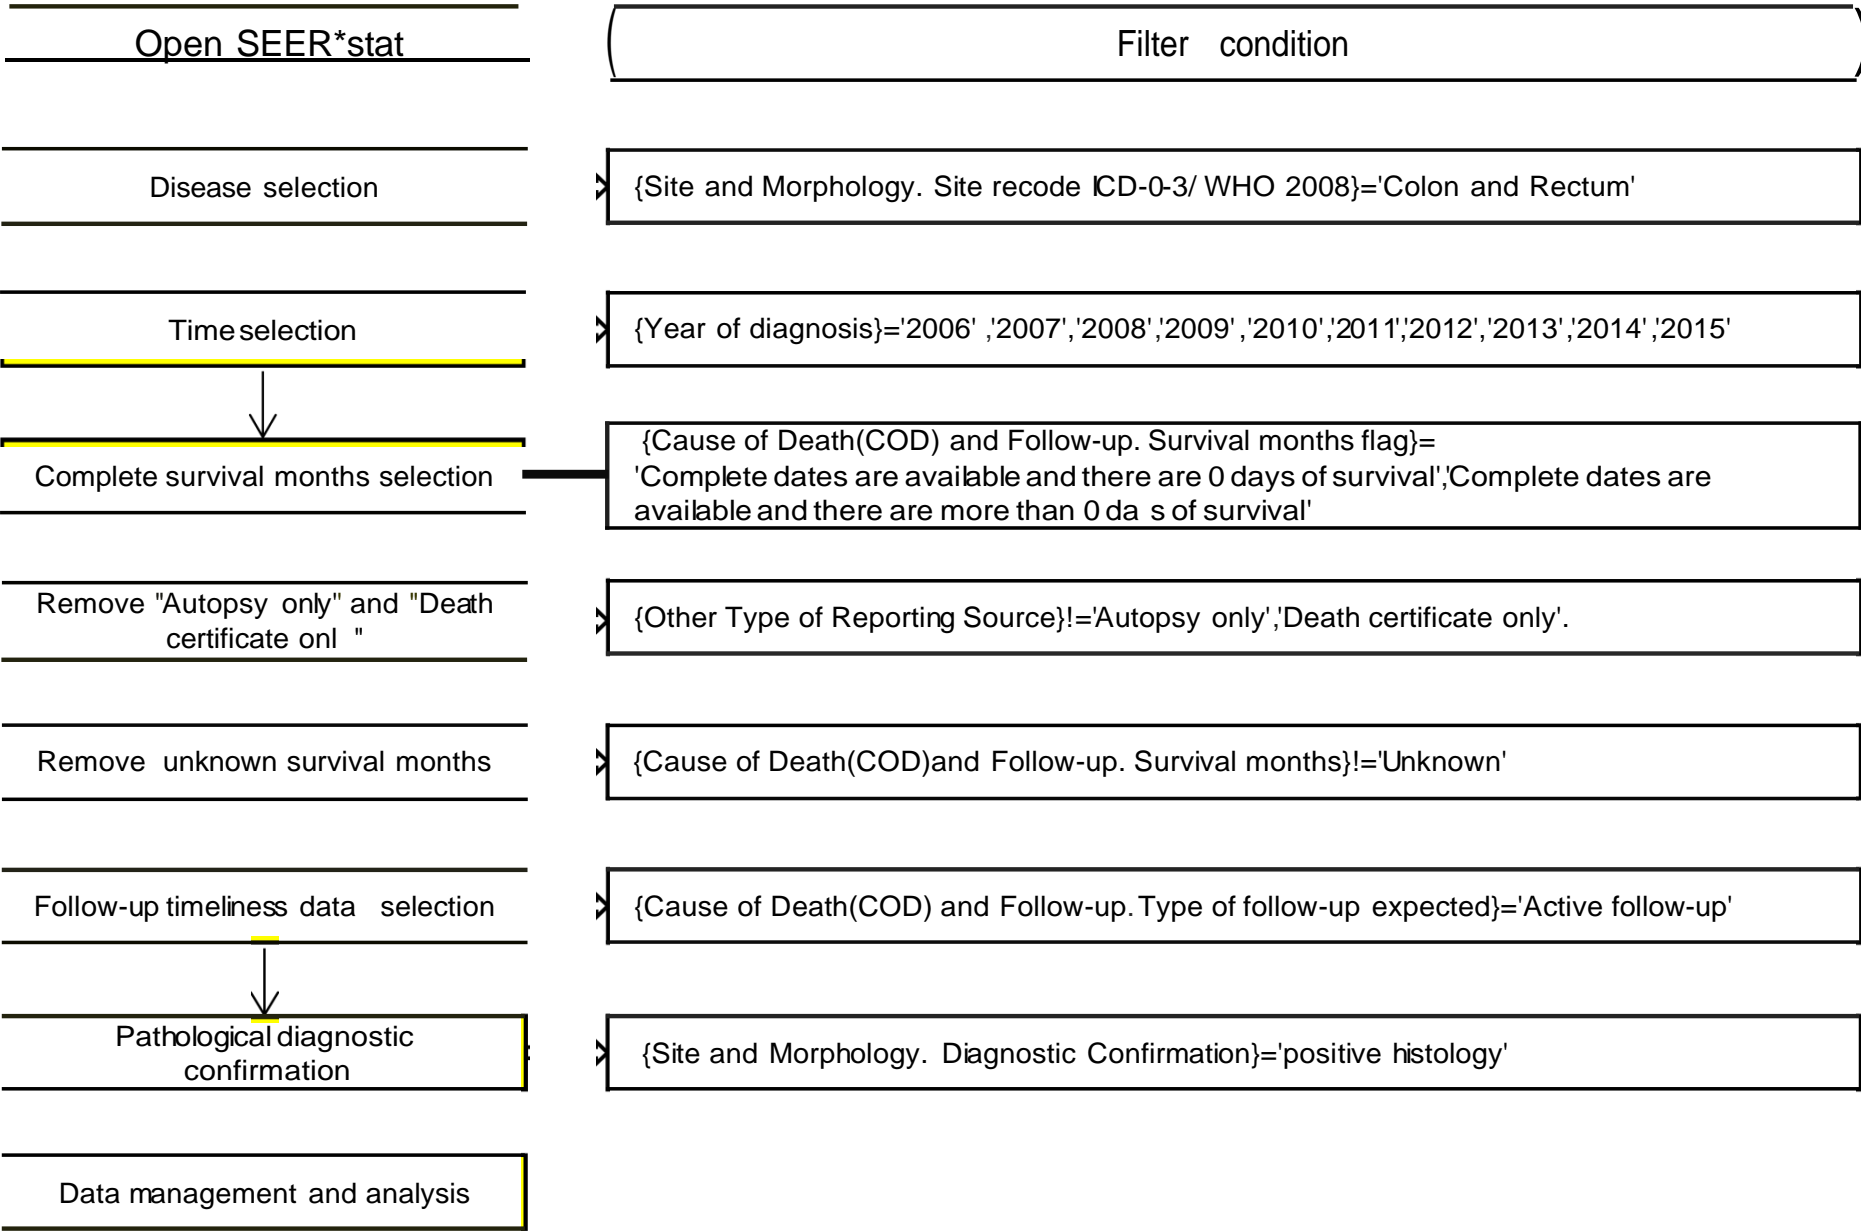 Open SEER*stat
Filter condition
Disease selection
{Site and Morphology. Site recode ICD-0-3/ WHO 2008}='Colon and Rectum'
Time selection
{Year of diagnosis}='2006' ,'2007','2008','2009' ,'2010','2011','2012','2013','2014','2015'
Complete survival months selection
{Cause of Death(COD) and Follow-up. Survival months flag}=
'Complete dates are available and there are 0 days of survival','Complete dates are
available and there are more than 0 da s of survival'
Remove "Autopsy only" and "Death
certificate onl "
{Other Type of Reporting Source}!='Autopsy only','Death certificate only'.
Remove unknown survival months
{Cause of Death(COD)and Follow-up. Survival months}!='Unknown'
Follow-up timeliness data selection
{Cause of Death(COD) and Follow-up. Type of follow-up expected}='Active follow-up'
Pathological diagnostic
confirmation
{Site and Morphology. Diagnostic Confirmation}='positive histology'
Data management and analysis